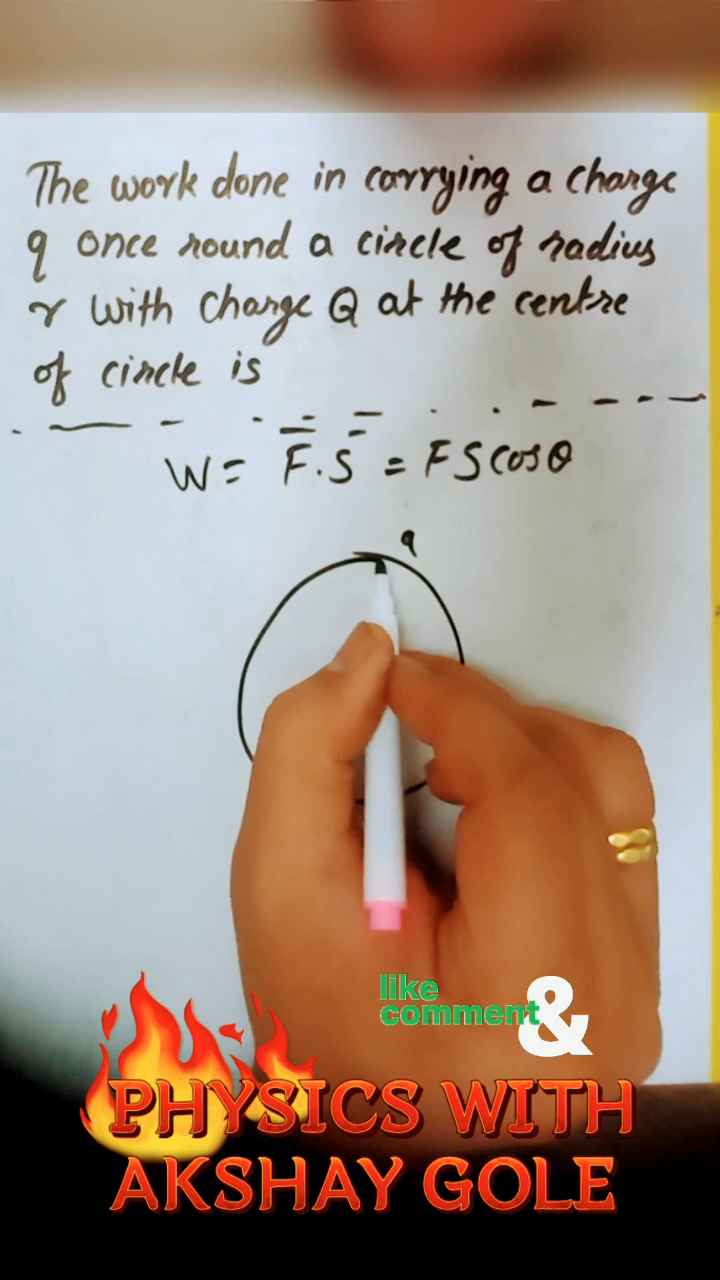 The work done in carrying a charge
q once round a circle of radius
r with charge Q at the centre
of circle is
W = F.S = FS cosθ
q
like
comment &
PHYSICS WITH
AKSHAY GOLE